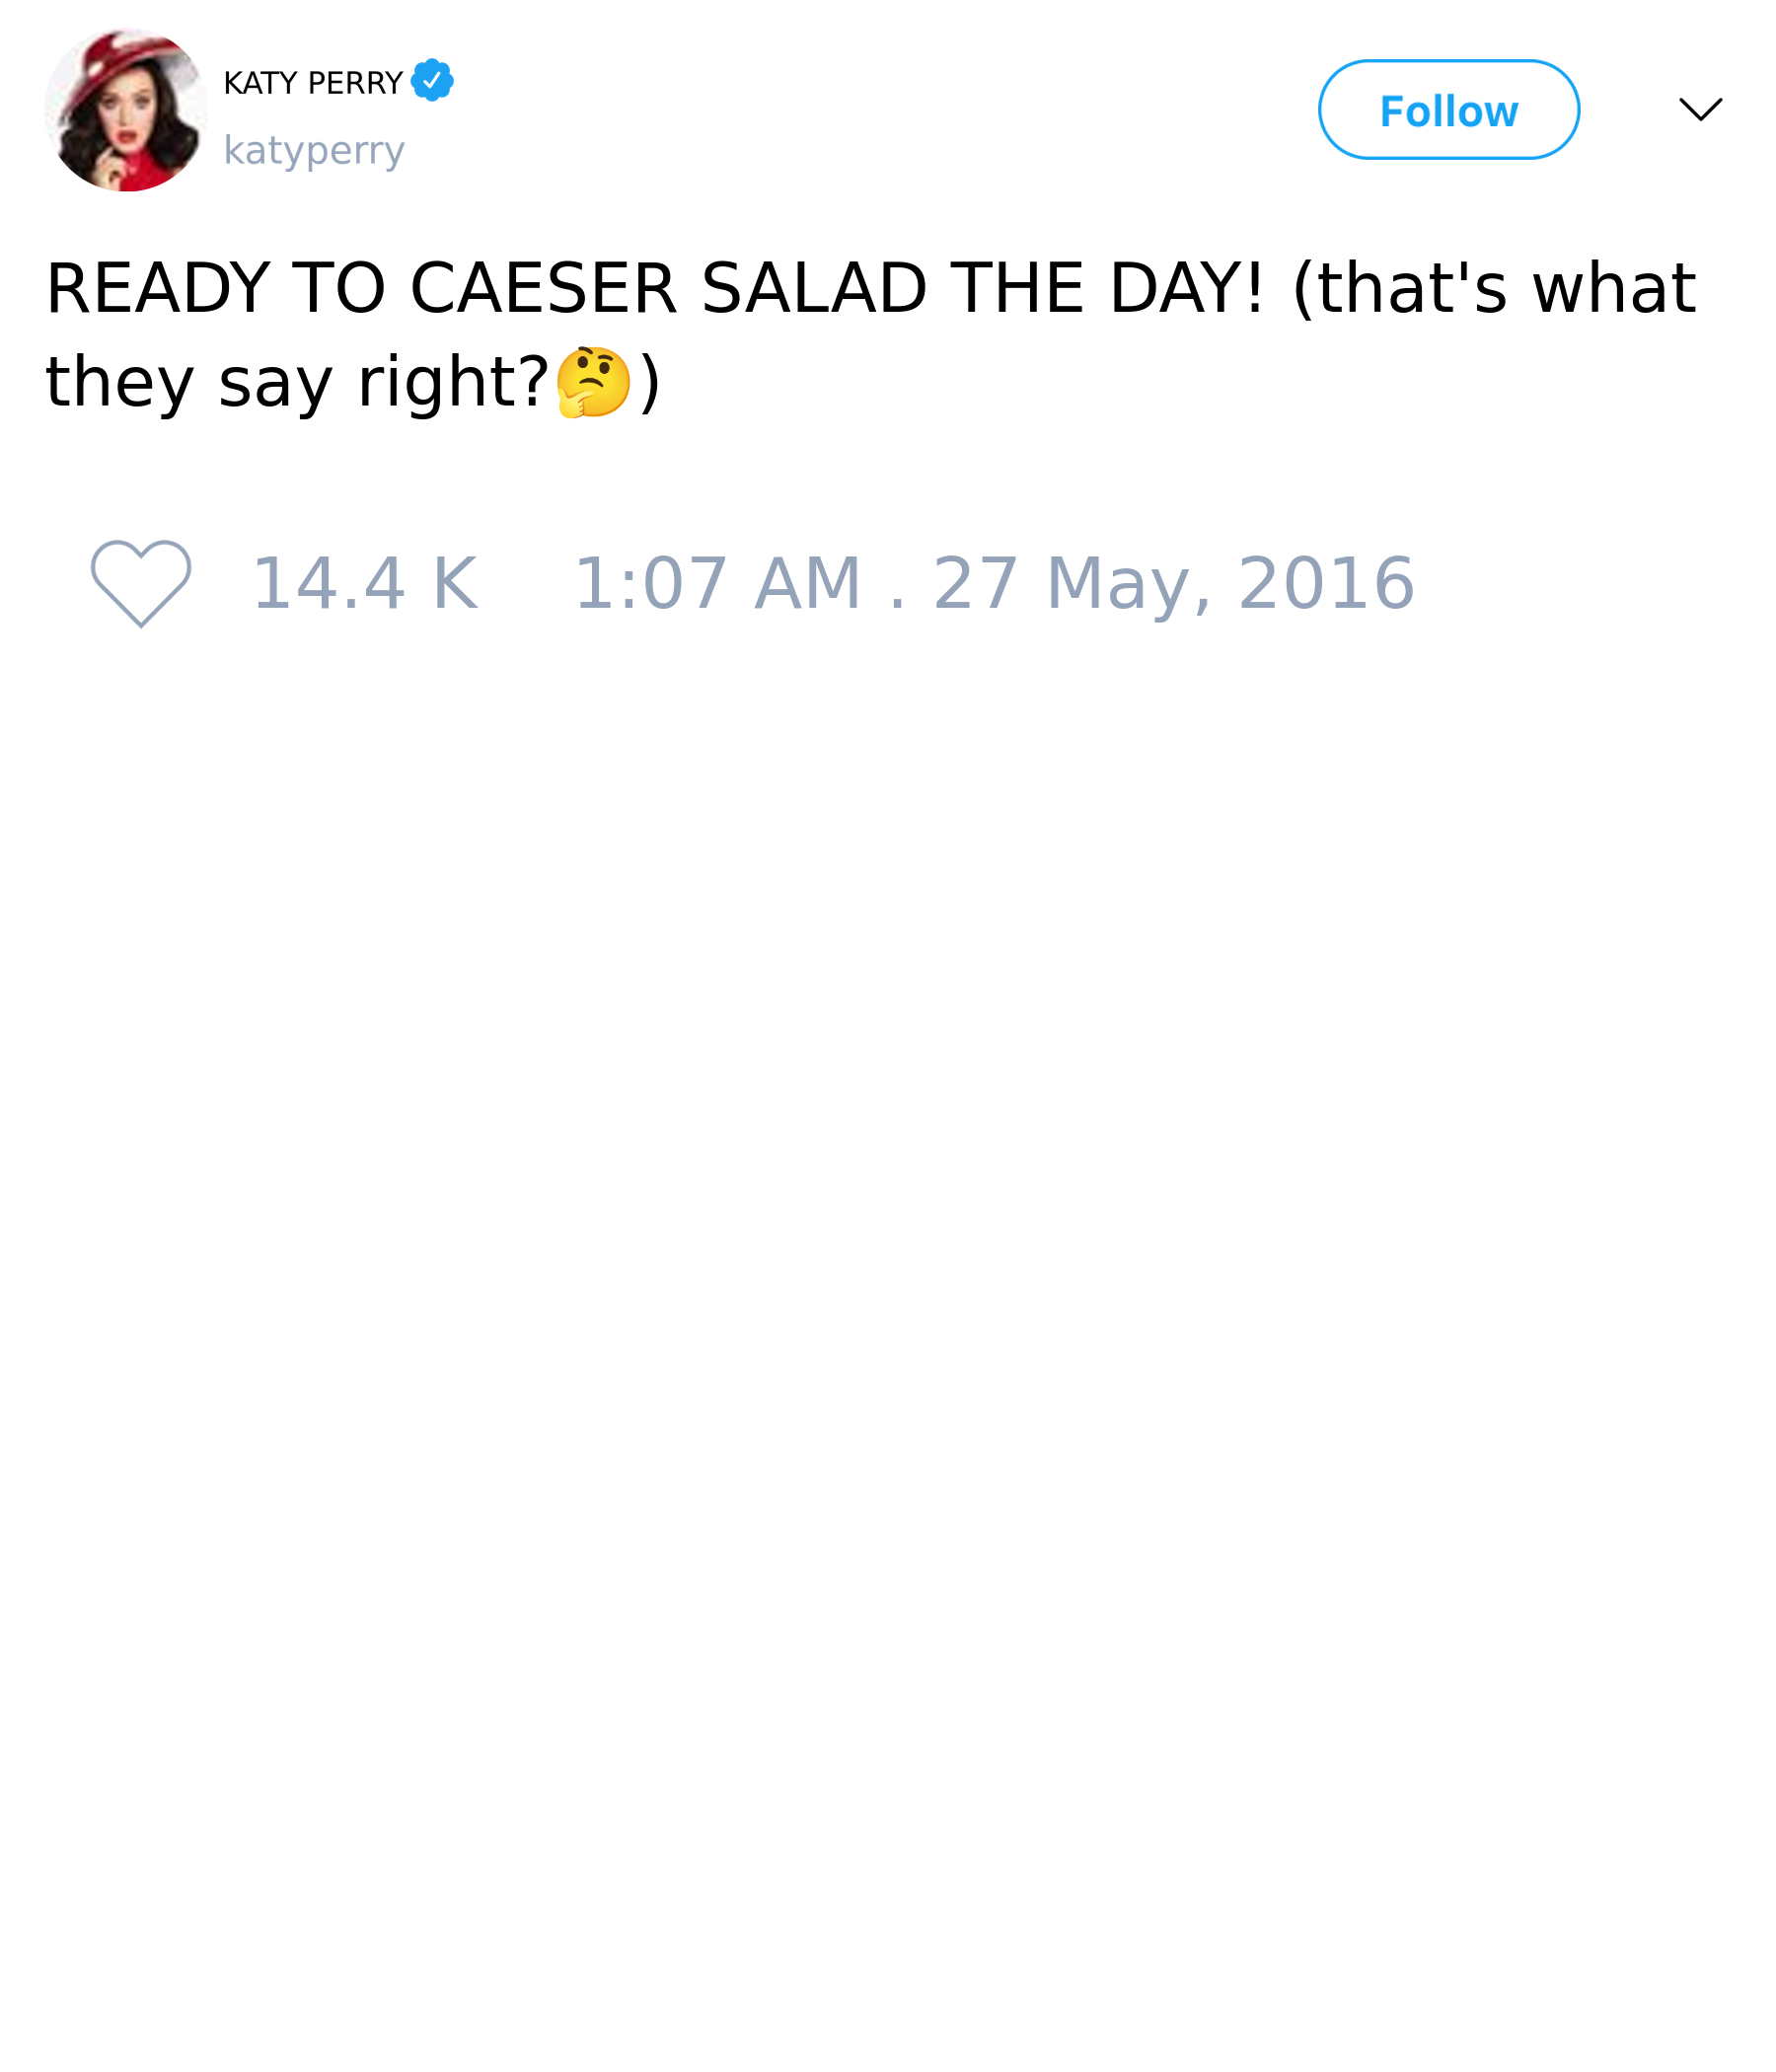 KATY PERRY
katyperry
Follow
READY TO CAESER SALAD THE DAY! (that's what
they say right?🤔)
14.4 K 1:07 AM . 27 May, 2016